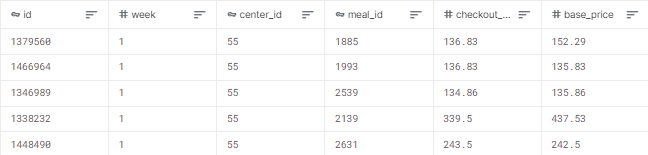 id week center_id meal_id checkout_... base_price
1379560 1 55 1885 136.83 152.29
1466964 1 55 1993 136.83 135.83
1346989 1 55 2539 134.86 135.86
1338232 1 55 2139 339.5 437.53
1448490 1 55 2631 243.5 242.5